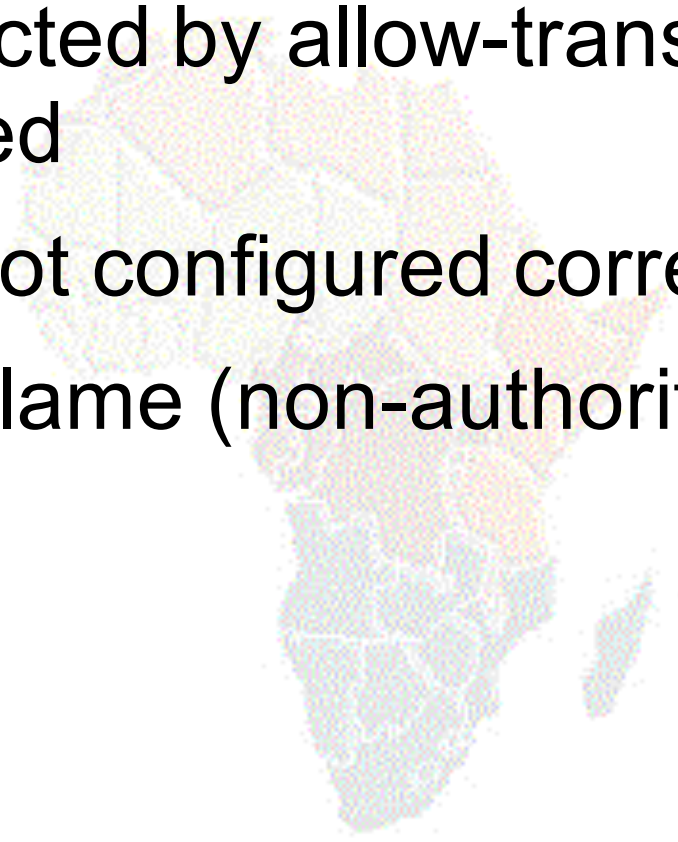 cted by allow-trans
ed
ot configured corre
lame (non-authorit